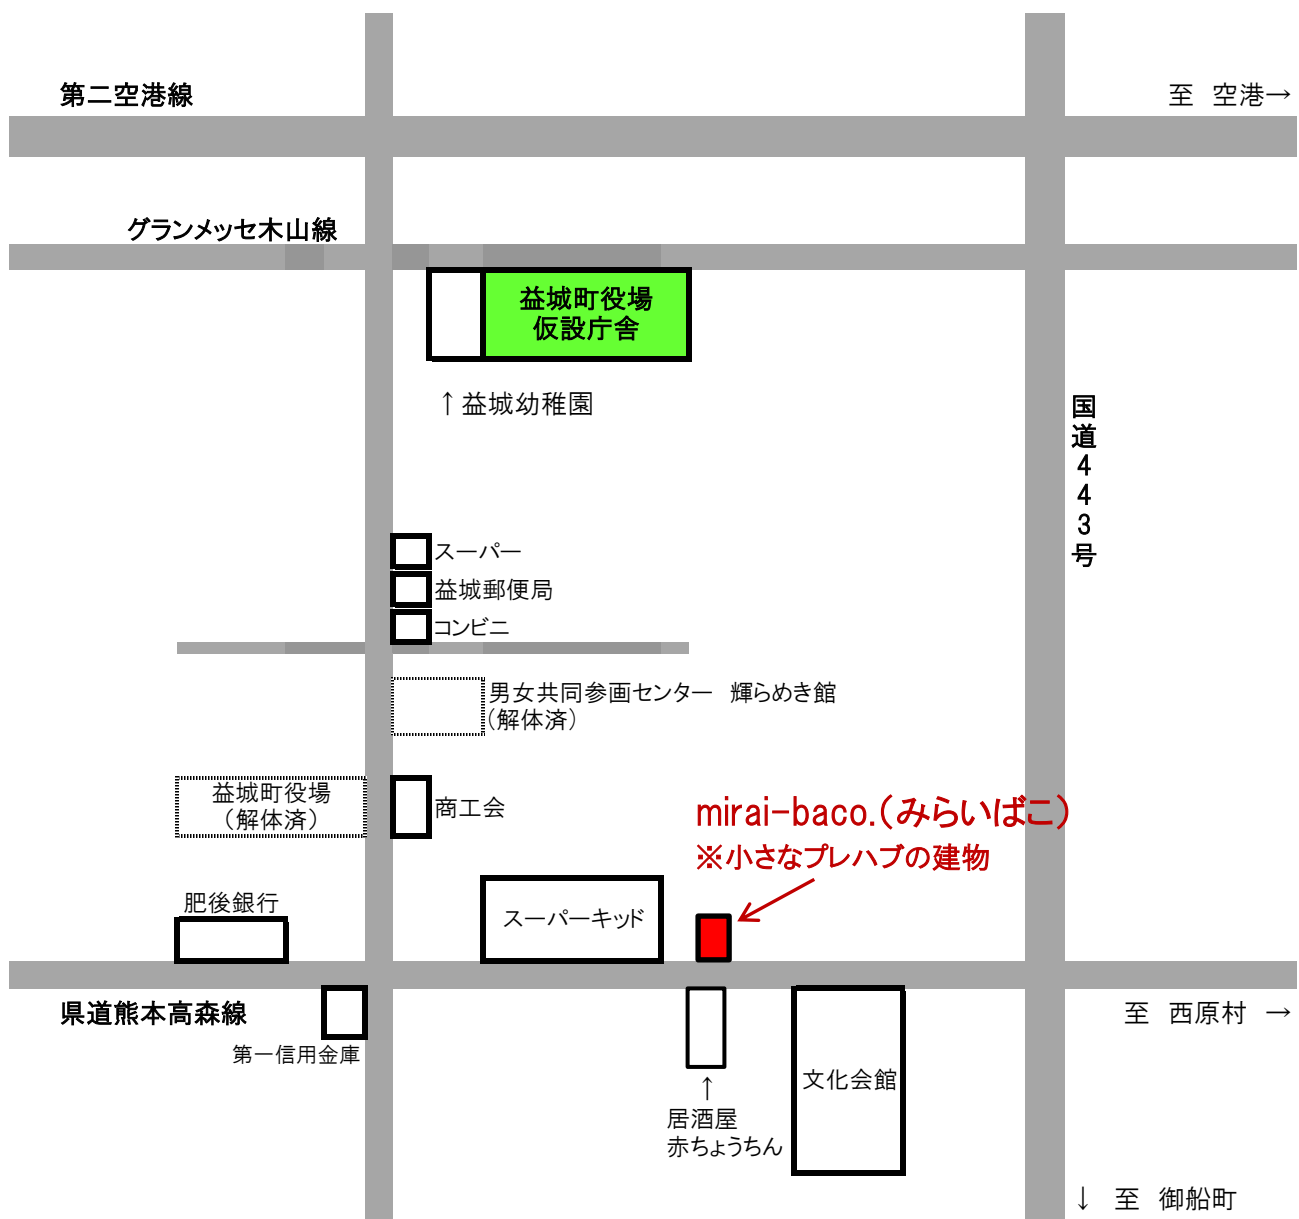 第二空港線
至　空港→
グランメッセ木山線
益城町役場
仮設庁舎
↑益城幼稚園
国道４４３号
スーパー
益城郵便局
コンビニ
男女共同参画センター　輝らめき館
（解体済）
益城町役場
（解体済）
商工会
mirai-baco.（みらいばこ）
※小さなプレハブの建物
肥後銀行
スーパーキッド
県道熊本高森線
至　西原村　→
第一信用金庫
文化会館
↑
居酒屋
赤ちょうちん
↓　至　御船町